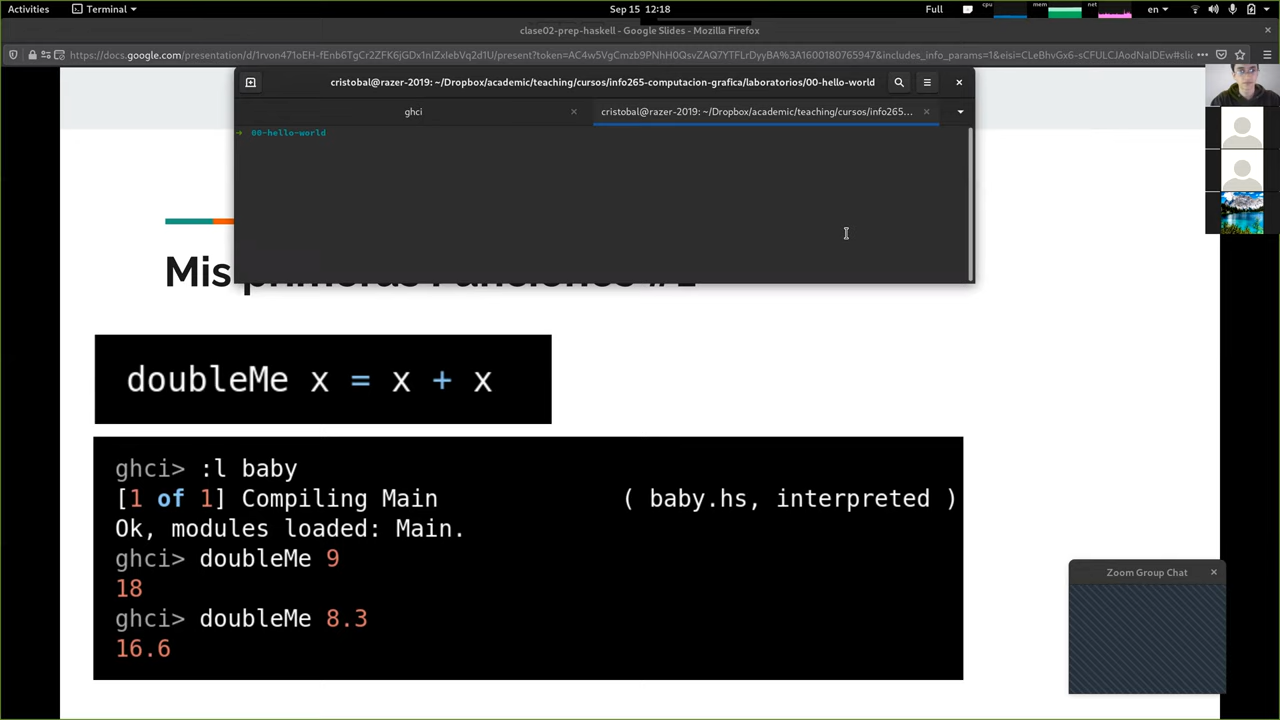 Activities
Terminal
Sep 15 12:18
Full
cpu
mem
net
en
clase02-prep-haskell - Google Slides - Mozilla Firefox
cristobal@razer-2019: ~/Dropbox/academic/teaching/cursos/info265-computacion-grafica/laboratorios/00-hello-world
ghci
cristobal@razer-2019: ~/Dropbox/academic/teaching/cursos/info265...
00-hello-world
Mis
doubleMe x = x + x
ghci> :l baby
[1 of 1] Compiling Main ( baby.hs, interpreted )
Ok, modules loaded: Main.
ghci> doubleMe 9
18
ghci> doubleMe 8.3
16.6
Zoom Group Chat